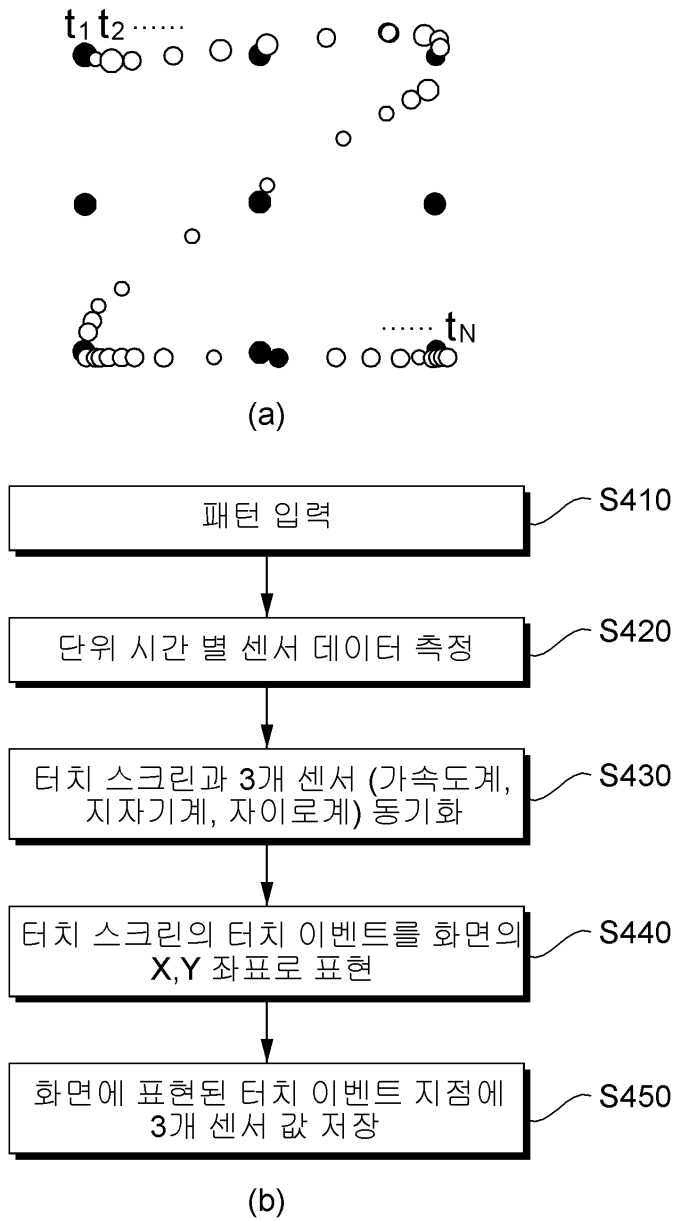 t1 t2 ······
······ tN
(a)
패턴 입력
S410
단위 시간 별 센서 데이터 측정
S420
터치 스크린과 3개 센서 (가속도계,
지자기계, 자이로계) 동기화
S430
터치 스크린의 터치 이벤트를 화면의
X,Y 좌표로 표현
S440
화면에 표현된 터치 이벤트 지점에
3개 센서 값 저장
S450
(b)